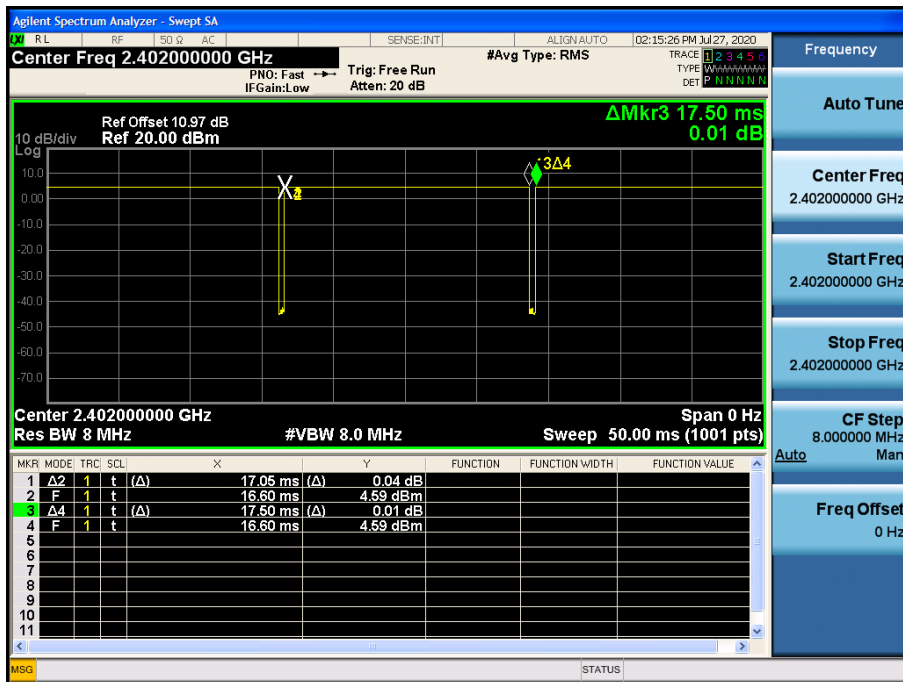 Agilent Spectrum Analyzer - Swept SA
LXI RL RF 50 Ω AC SENSE:INT ALIGN AUTO 02:15:26 PM Jul 27, 2020
Center Freq 2.402000000 GHz #Avg Type: RMS TRACE 1 2 3 4 5 6
PNO: Fast Trig: Free Run TYPE WWWWWW
IFGain:Low Atten: 20 dB DET P N N N N N
Frequency
Auto Tune
Center Freq
2.402000000 GHz
Start Freq
2.402000000 GHz
Stop Freq
2.402000000 GHz
CF Step
8.000000 MHz
Auto Man
Freq Offset
0 Hz
ΔMkr3 17.50 ms
0.01 dB
Ref Offset 10.97 dB
10 dB/div Ref 20.00 dBm
Log
10.0
0.00
-10.0
-20.0
-30.0
-40.0
-50.0
-60.0
-70.0
3Δ4
Center 2.402000000 GHz Span 0 Hz
Res BW 8 MHz #VBW 8.0 MHz Sweep 50.00 ms (1001 pts)
MKR MODE TRC SCL X Y FUNCTION FUNCTION WIDTH FUNCTION VALUE
1 Δ2 1 t (Δ) 17.05 ms (Δ) 0.04 dB
2 F 1 t 16.60 ms 4.59 dBm
3 Δ4 1 t (Δ) 17.50 ms (Δ) 0.01 dB
4 F 1 t 16.60 ms 4.59 dBm
5
6
7
8
9
10
11
MSG STATUS